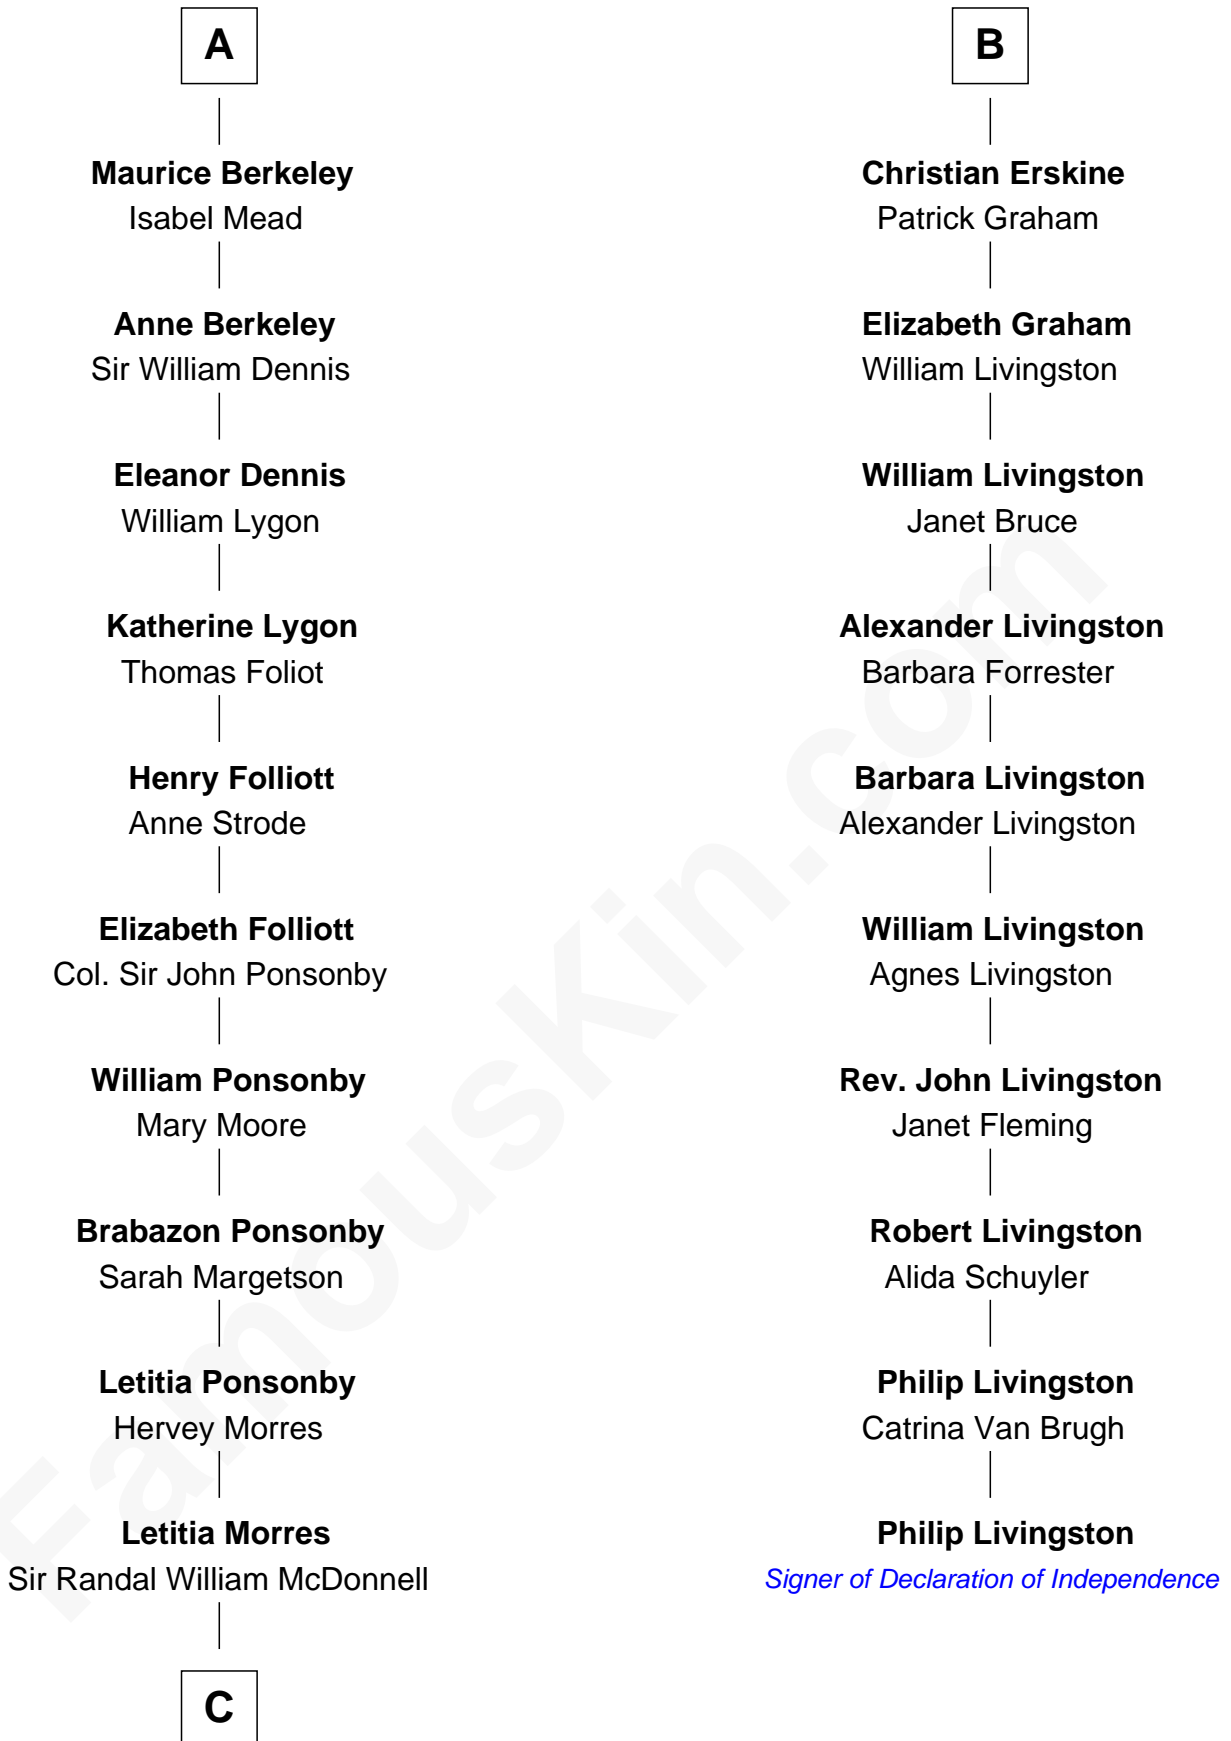 A
Maurice Berkeley
Isabel Mead
Anne Berkeley
Sir William Dennis
Eleanor Dennis
William Lygon
Katherine Lygon
Thomas Foliot
Henry Folliott
Anne Strode
Elizabeth Folliott
Col. Sir John Ponsonby
William Ponsonby
Mary Moore
Brabazon Ponsonby
Sarah Margetson
Letitia Ponsonby
Hervey Morres
Letitia Morres
Sir Randal William McDonnell
C
B
Christian Erskine
Patrick Graham
Elizabeth Graham
William Livingston
William Livingston
Janet Bruce
Alexander Livingston
Barbara Forrester
Barbara Livingston
Alexander Livingston
William Livingston
Agnes Livingston
Rev. John Livingston
Janet Fleming
Robert Livingston
Alida Schuyler
Philip Livingston
Catrina Van Brugh
Philip Livingston
Signer of Declaration of Independence
FamousKin.com